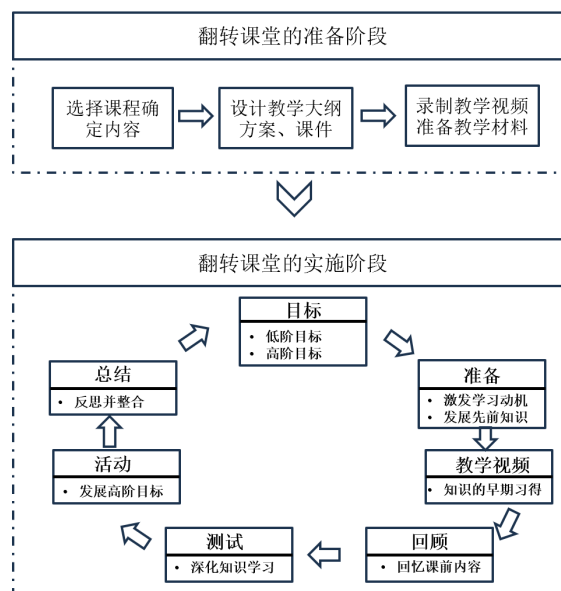 翻转课堂的准备阶段
选择课程确
定内容
设计教学大纲
方案、课件
录制教学视频
准备教学材料
翻转课堂的实施阶段
目标
• 低阶目标
• 高阶目标
准备
• 激发学习动机
• 发展先前知识
教学视频
• 知识的早期习得
回顾
• 回忆课前内容
测试
• 深化知识学习
活动
• 发展高阶目标
总结
• 反思并整合